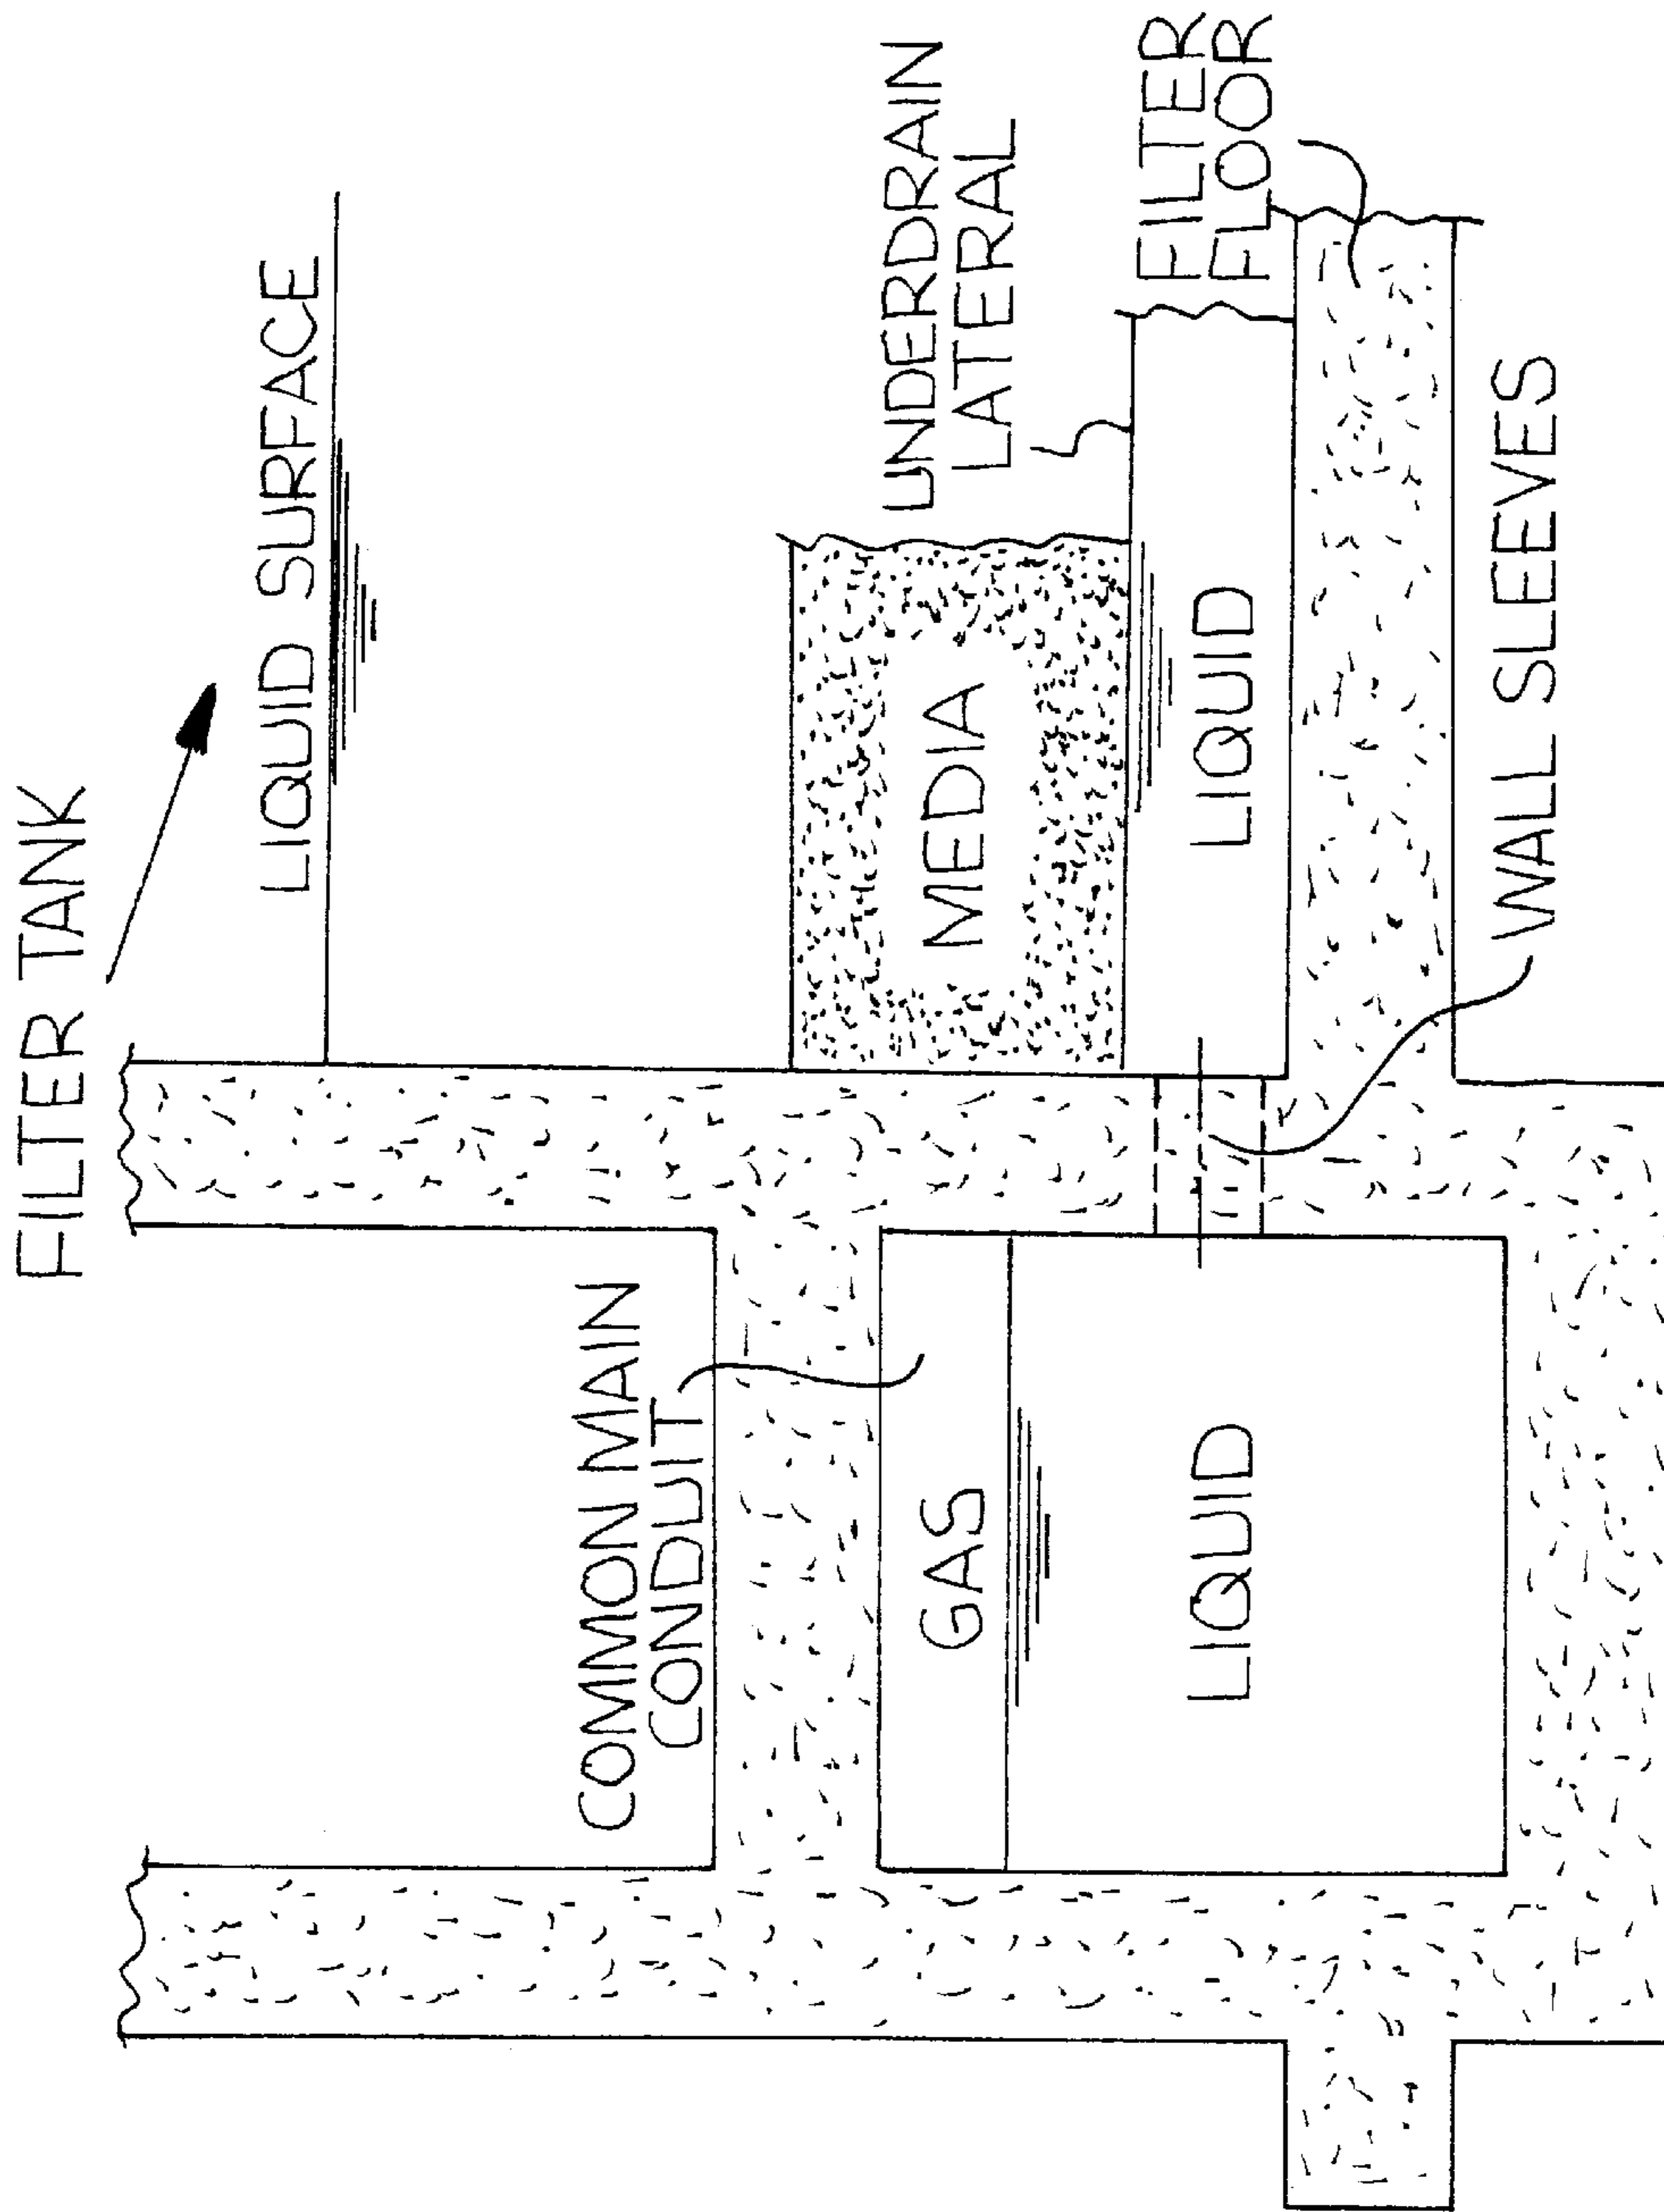 FILTER TANK
LIQUID SURFACE
COMMON MAIN
CONDUIT
UNDERDRAIN
LATERAL
GAS
MEDIA
FILTER
FLOOR
LIQUID
LIQUID
WALL SLEEVES